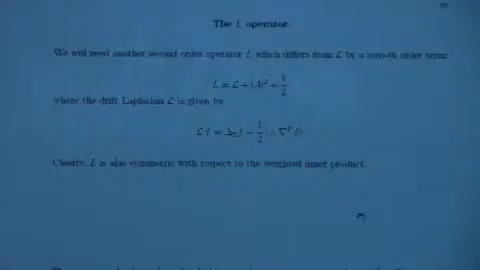 The L operator.
We will need another second order operator L which differs from ℒ by a zero-th order term:
L = ℒ + |A|² + 1/2
where the drift Laplacian ℒ is given by
ℒ f = Δ f − 1/2 ⟨ ∇ f⟩
Clearly, L is also symmetric with respect to the weighted inner product.